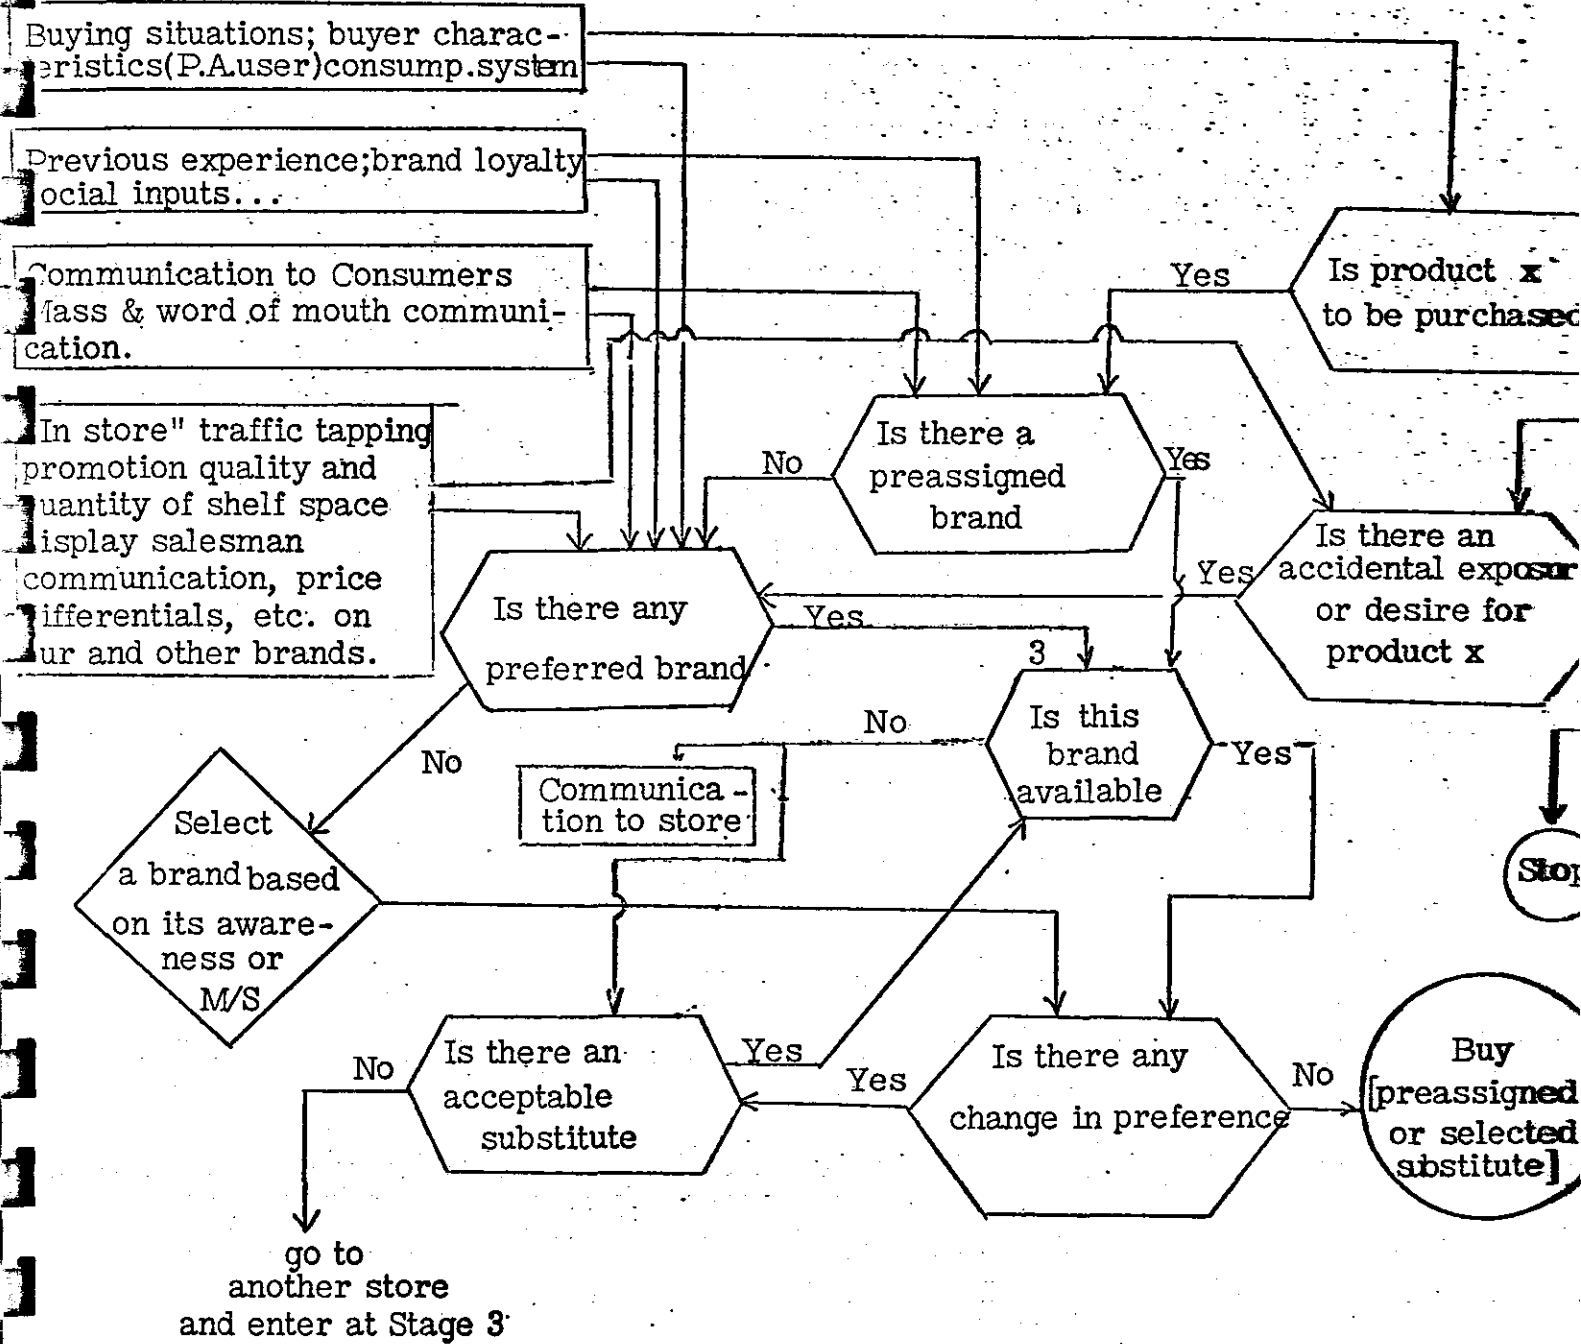 Buying situations; buyer charac-
eristics(P.A.user)consump.system
Previous experience;brand loyalty
ocial inputs...
Communication to Consumers
Mass & word of mouth communi-
cation.
In store" traffic tapping
promotion quality and
uantity of shelf space
isplay salesman
communication, price
ifferentials, etc. on
ur and other brands.
Is product x
to be purchased
Yes
Is there a
preassigned
brand
No
Yes
Is there an
accidental exposur
or desire for
product x
Yes
Is there any
preferred brand
Yes
No
3
Is this
brand
available
No
Yes
Communica-
tion to store
Select
a brand based
on its aware-
ness or
M/S
Stop
Is there an
acceptable
substitute
No
Yes
Is there any
change in preference
Yes
No
Buy
[preassigned
or selected
substitute]
go to
another store
and enter at Stage 3